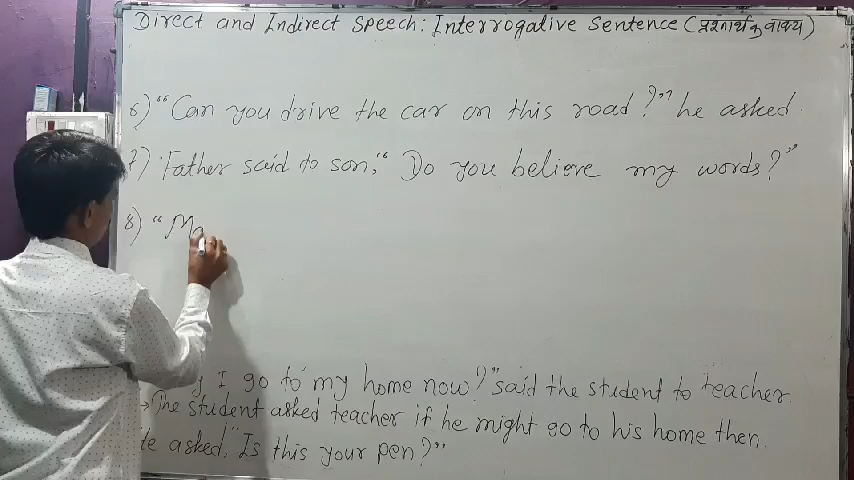 Direct and Indirect Speech: Interrogative Sentence (प्रश्नार्थक वाक्य)
6) "Can you drive the car on this road?" he asked.
7) Father said to son, "Do you believe my words?"
8) "Ma
I go to my home now?" said the student to teacher.
→ The student asked teacher if he might go to his home then.
asked, "Is this your pen?"